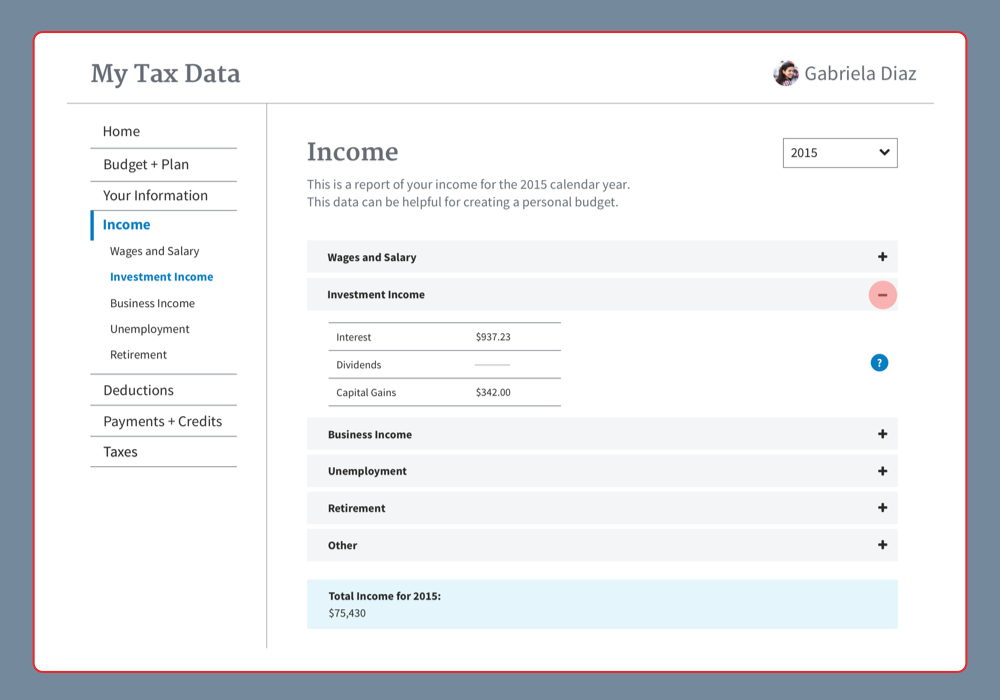 My Tax Data
Gabriela Diaz
Home
Budget + Plan
Your Information
Income
Wages and Salary
Investment Income
Business Income
Unemployment
Retirement
Deductions
Payments + Credits
Taxes
Income
2015
This is a report of your income for the 2015 calendar year.
This data can be helpful for creating a personal budget.
Wages and Salary +
Investment Income −
Interest $937.23
Dividends
Capital Gains $342.00
?
Business Income +
Unemployment +
Retirement +
Other +
Total Income for 2015:
$75,430